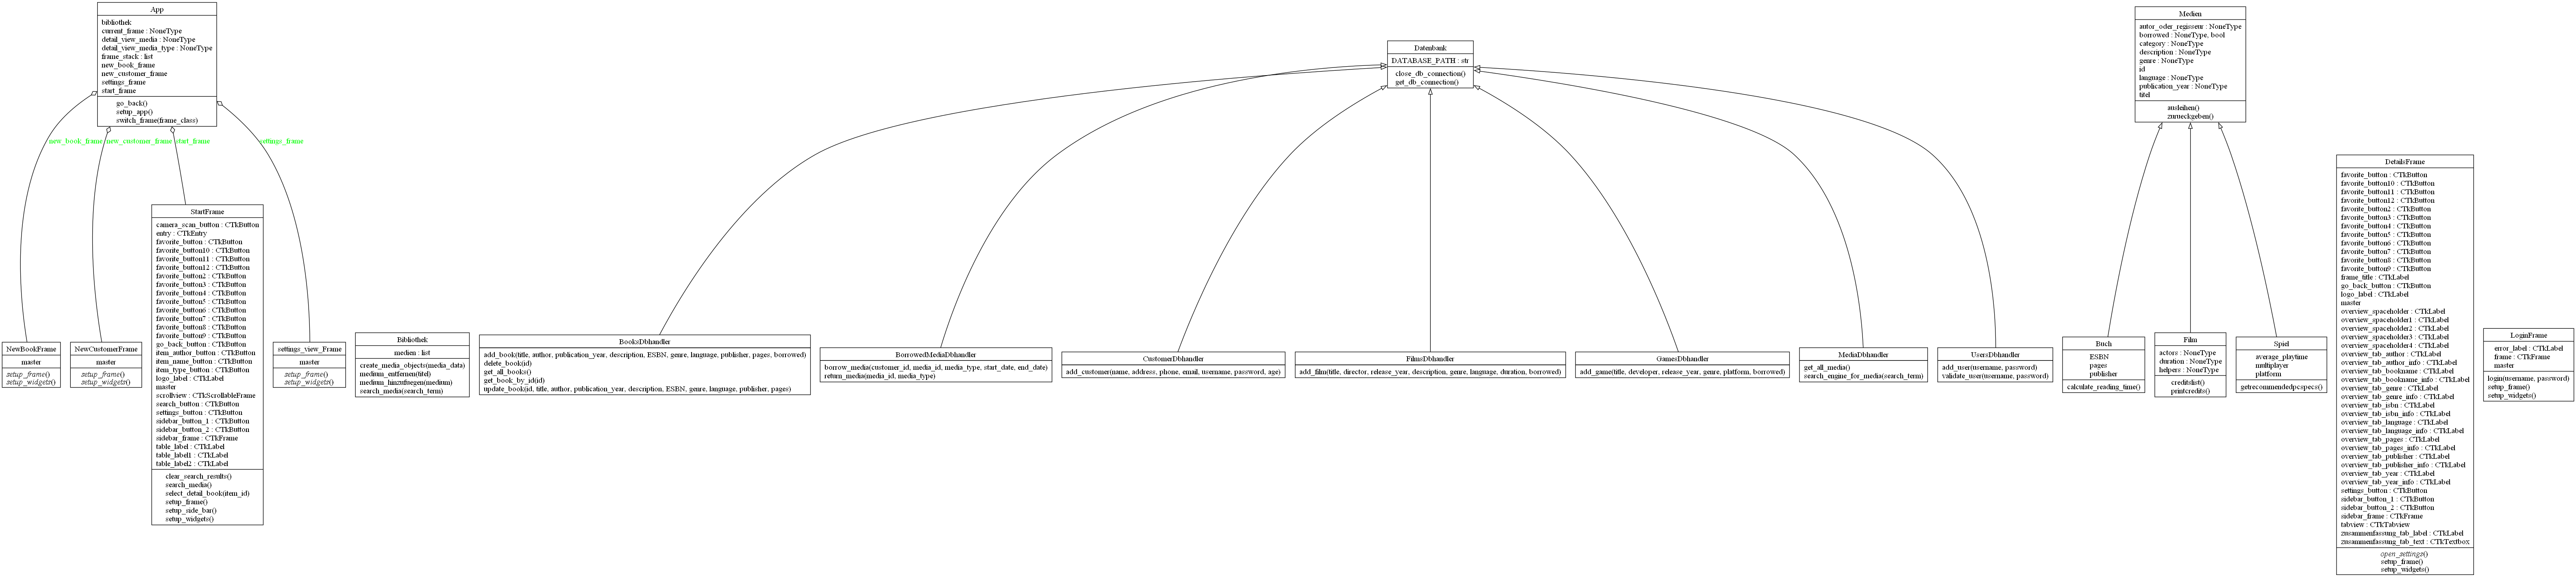 App
bibliothek
current_frame : NoneType
detail_view_media : NoneType
detail_view_media_type : NoneType
frame_stack : list
new_book_frame
new_customer_frame
settings_frame
start_frame
go_back()
setup_app()
switch_frame(frame_class)
new_book_frame
new_customer_frame
start_frame
settings_frame
NewBookFrame
master
setup_frame()
setup_widgets()
NewCustomerFrame
master
setup_frame()
setup_widgets()
StartFrame
camera_scan_button : CTkButton
entry : CTkEntry
favorite_button : CTkButton
favorite_button10 : CTkButton
favorite_button11 : CTkButton
favorite_button12 : CTkButton
favorite_button2 : CTkButton
favorite_button3 : CTkButton
favorite_button4 : CTkButton
favorite_button5 : CTkButton
favorite_button6 : CTkButton
favorite_button7 : CTkButton
favorite_button8 : CTkButton
favorite_button9 : CTkButton
go_back_button : CTkButton
item_author_button : CTkButton
item_name_button : CTkButton
item_type_button : CTkButton
logo_label : CTkLabel
master
scrollview : CTkScrollableFrame
search_button : CTkButton
settings_button : CTkButton
sidebar_button_1 : CTkButton
sidebar_button_2 : CTkButton
sidebar_frame : CTkFrame
table_label : CTkLabel
table_label1 : CTkLabel
table_label2 : CTkLabel
clear_search_results()
search_media()
select_detail_book(item_id)
setup_frame()
setup_side_bar()
setup_widgets()
settings_view_Frame
master
setup_frame()
setup_widgets()
Bibliothek
medien : list
create_media_objects(media_data)
medium_entfernen(titel)
medium_hinzufuegen(medium)
search_media(search_term)
Datenbank
DATABASE_PATH : str
close_db_connection()
get_db_connection()
BooksDbhandler
add_book(title, author, publication_year, description, ESBN, genre, language, publisher, pages, borrowed)
delete_book(id)
get_all_books()
get_book_by_id(id)
update_book(id, title, author, publication_year, description, ESBN, genre, language, publisher, pages)
BorrowedMediaDbhandler
borrow_media(customer_id, media_id, media_type, start_date, end_date)
return_media(media_id, media_type)
CustomerDbhandler
add_customer(name, address, phone, email, username, password, age)
FilmsDbhandler
add_film(title, director, release_year, description, genre, language, duration, borrowed)
GamesDbhandler
add_game(title, developer, release_year, genre, platform, borrowed)
MediaDbhandler
get_all_media()
search_engine_for_media(search_term)
UsersDbhandler
add_user(username, password)
validate_user(username, password)
Medien
autor_oder_regisseur : NoneType
borrowed : NoneType, bool
category : NoneType
description : NoneType
genre : NoneType
id
language : NoneType
publication_year : NoneType
titel
ausleihen()
zurueckgeben()
Buch
ESBN
pages
publisher
calculate_reading_time()
Film
actors : NoneType
duration : NoneType
helpers : NoneType
creditslist()
printcredits()
Spiel
average_playtime
multiplayer
platform
getrecommendedpcspecs()
DetailsFrame
favorite_button : CTkButton
favorite_button10 : CTkButton
favorite_button11 : CTkButton
favorite_button12 : CTkButton
favorite_button2 : CTkButton
favorite_button3 : CTkButton
favorite_button4 : CTkButton
favorite_button5 : CTkButton
favorite_button6 : CTkButton
favorite_button7 : CTkButton
favorite_button8 : CTkButton
favorite_button9 : CTkButton
frame_title : CTkLabel
go_back_button : CTkButton
logo_label : CTkLabel
master
overview_spaceholder : CTkLabel
overview_spaceholder1 : CTkLabel
overview_spaceholder2 : CTkLabel
overview_spaceholder3 : CTkLabel
overview_spaceholder4 : CTkLabel
overview_tab_author : CTkLabel
overview_tab_author_info : CTkLabel
overview_tab_bookname : CTkLabel
overview_tab_bookname_info : CTkLabel
overview_tab_genre : CTkLabel
overview_tab_genre_info : CTkLabel
overview_tab_isbn : CTkLabel
overview_tab_isbn_info : CTkLabel
overview_tab_language : CTkLabel
overview_tab_language_info : CTkLabel
overview_tab_pages : CTkLabel
overview_tab_pages_info : CTkLabel
overview_tab_publisher : CTkLabel
overview_tab_publisher_info : CTkLabel
overview_tab_year : CTkLabel
overview_tab_year_info : CTkLabel
settings_button : CTkButton
sidebar_button_1 : CTkButton
sidebar_button_2 : CTkButton
sidebar_frame : CTkFrame
tabview : CTkTabview
zusammenfassung_tab_label : CTkLabel
zusammenfassung_tab_text : CTkTextbox
open_settings()
setup_frame()
setup_widgets()
LoginFrame
error_label : CTkLabel
frame : CTkFrame
master
login(username, password)
setup_frame()
setup_widgets()